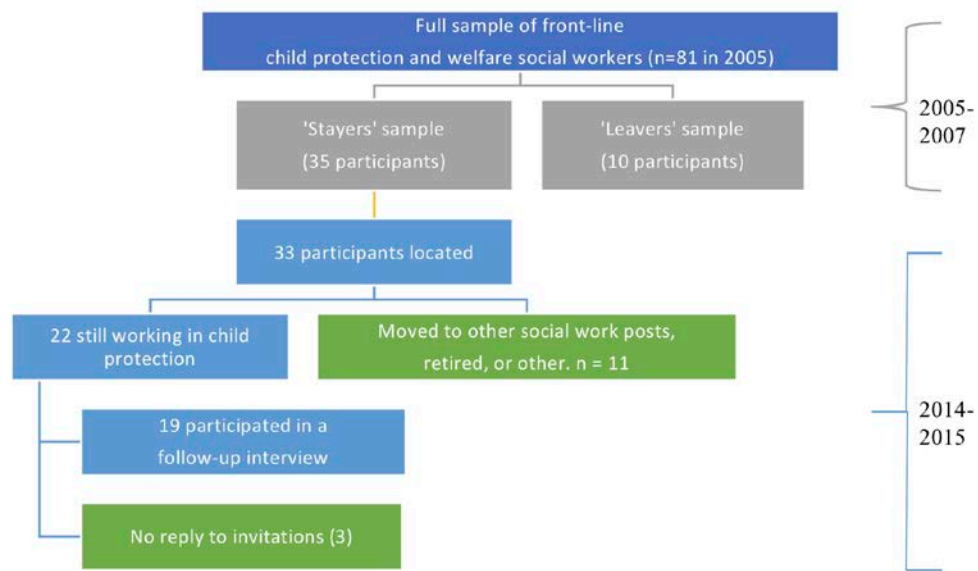 Full sample of front-line
child protection and welfare social workers (n=81 in 2005)
'Stayers' sample
(35 participants)
'Leavers' sample
(10 participants)
2005-
2007
33 participants located
22 still working in child
protection
Moved to other social work posts,
retired, or other. n = 11
19 participated in a
follow-up interview
No reply to invitations (3)
2014-
2015